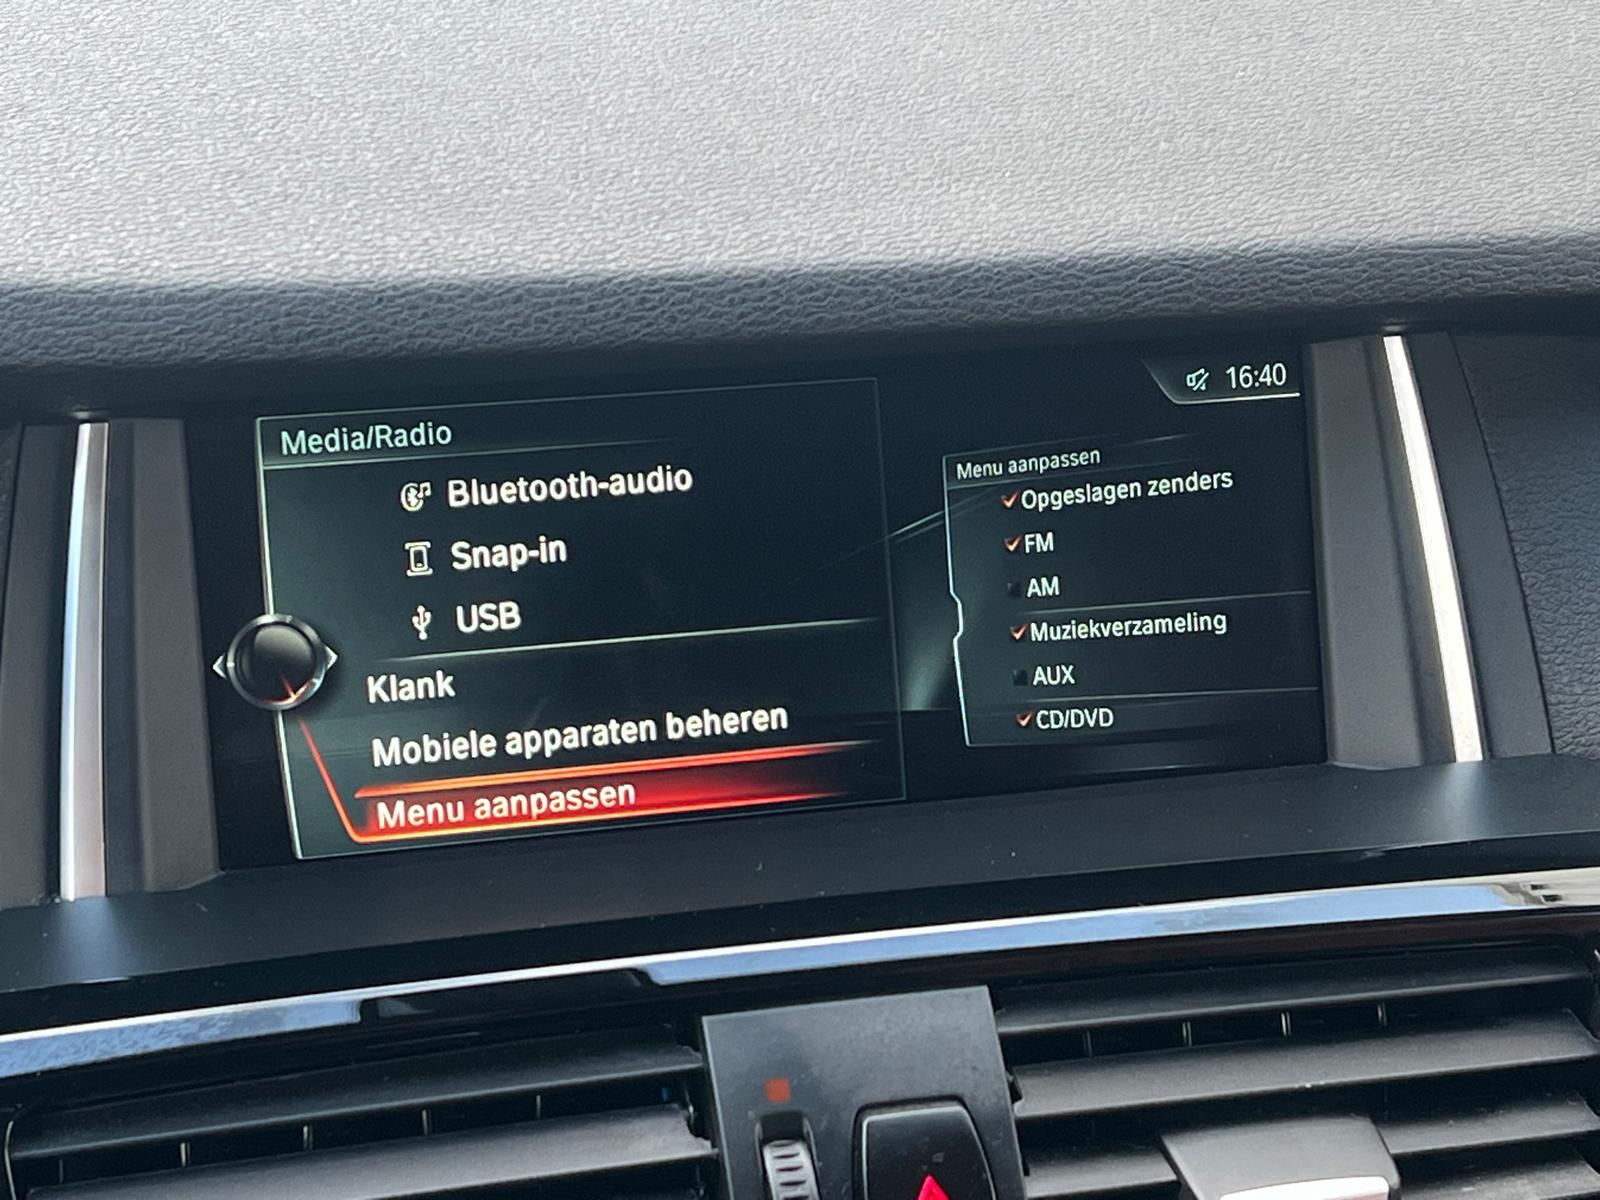 16:40
Media/Radio
Bluetooth-audio
Snap-in
USB
Klank
Mobiele apparaten beheren
Menu aanpassen
Menu aanpassen
Opgeslagen zenders
FM
AM
Muziekverzameling
AUX
CD/DVD